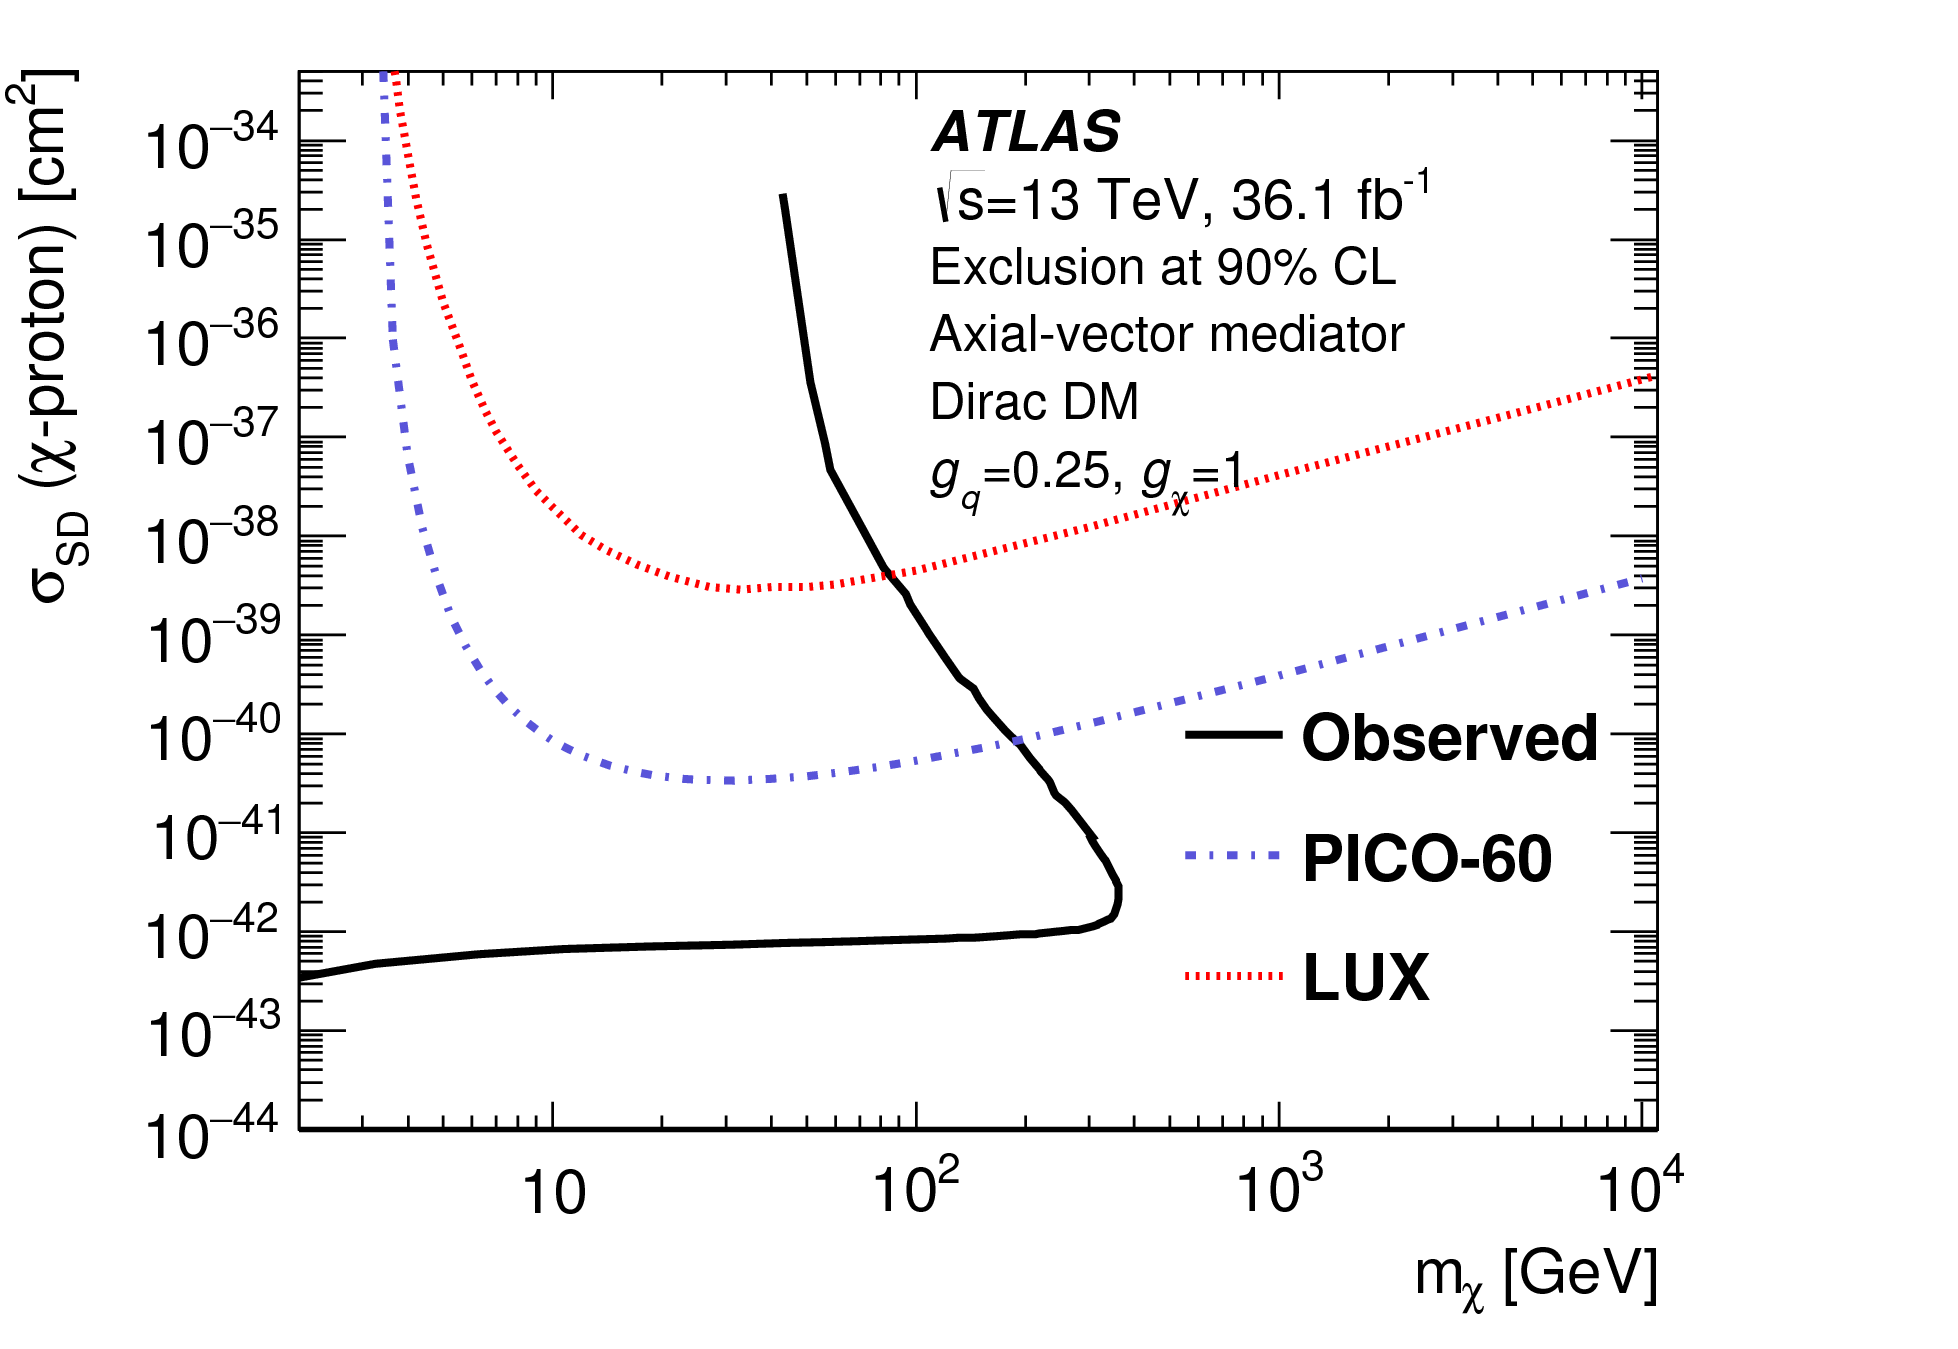 σSD (χ-proton) [cm²]
10⁻³⁴
10⁻³⁵
10⁻³⁶
10⁻³⁷
10⁻³⁸
10⁻³⁹
10⁻⁴⁰
10⁻⁴¹
10⁻⁴²
10⁻⁴³
10⁻⁴⁴
ATLAS
√s=13 TeV, 36.1 fb⁻¹
Exclusion at 90% CL
Axial-vector mediator
Dirac DM
gq=0.25, gχ=1
Observed
PICO-60
LUX
10 10² 10³ 10⁴
mχ [GeV]